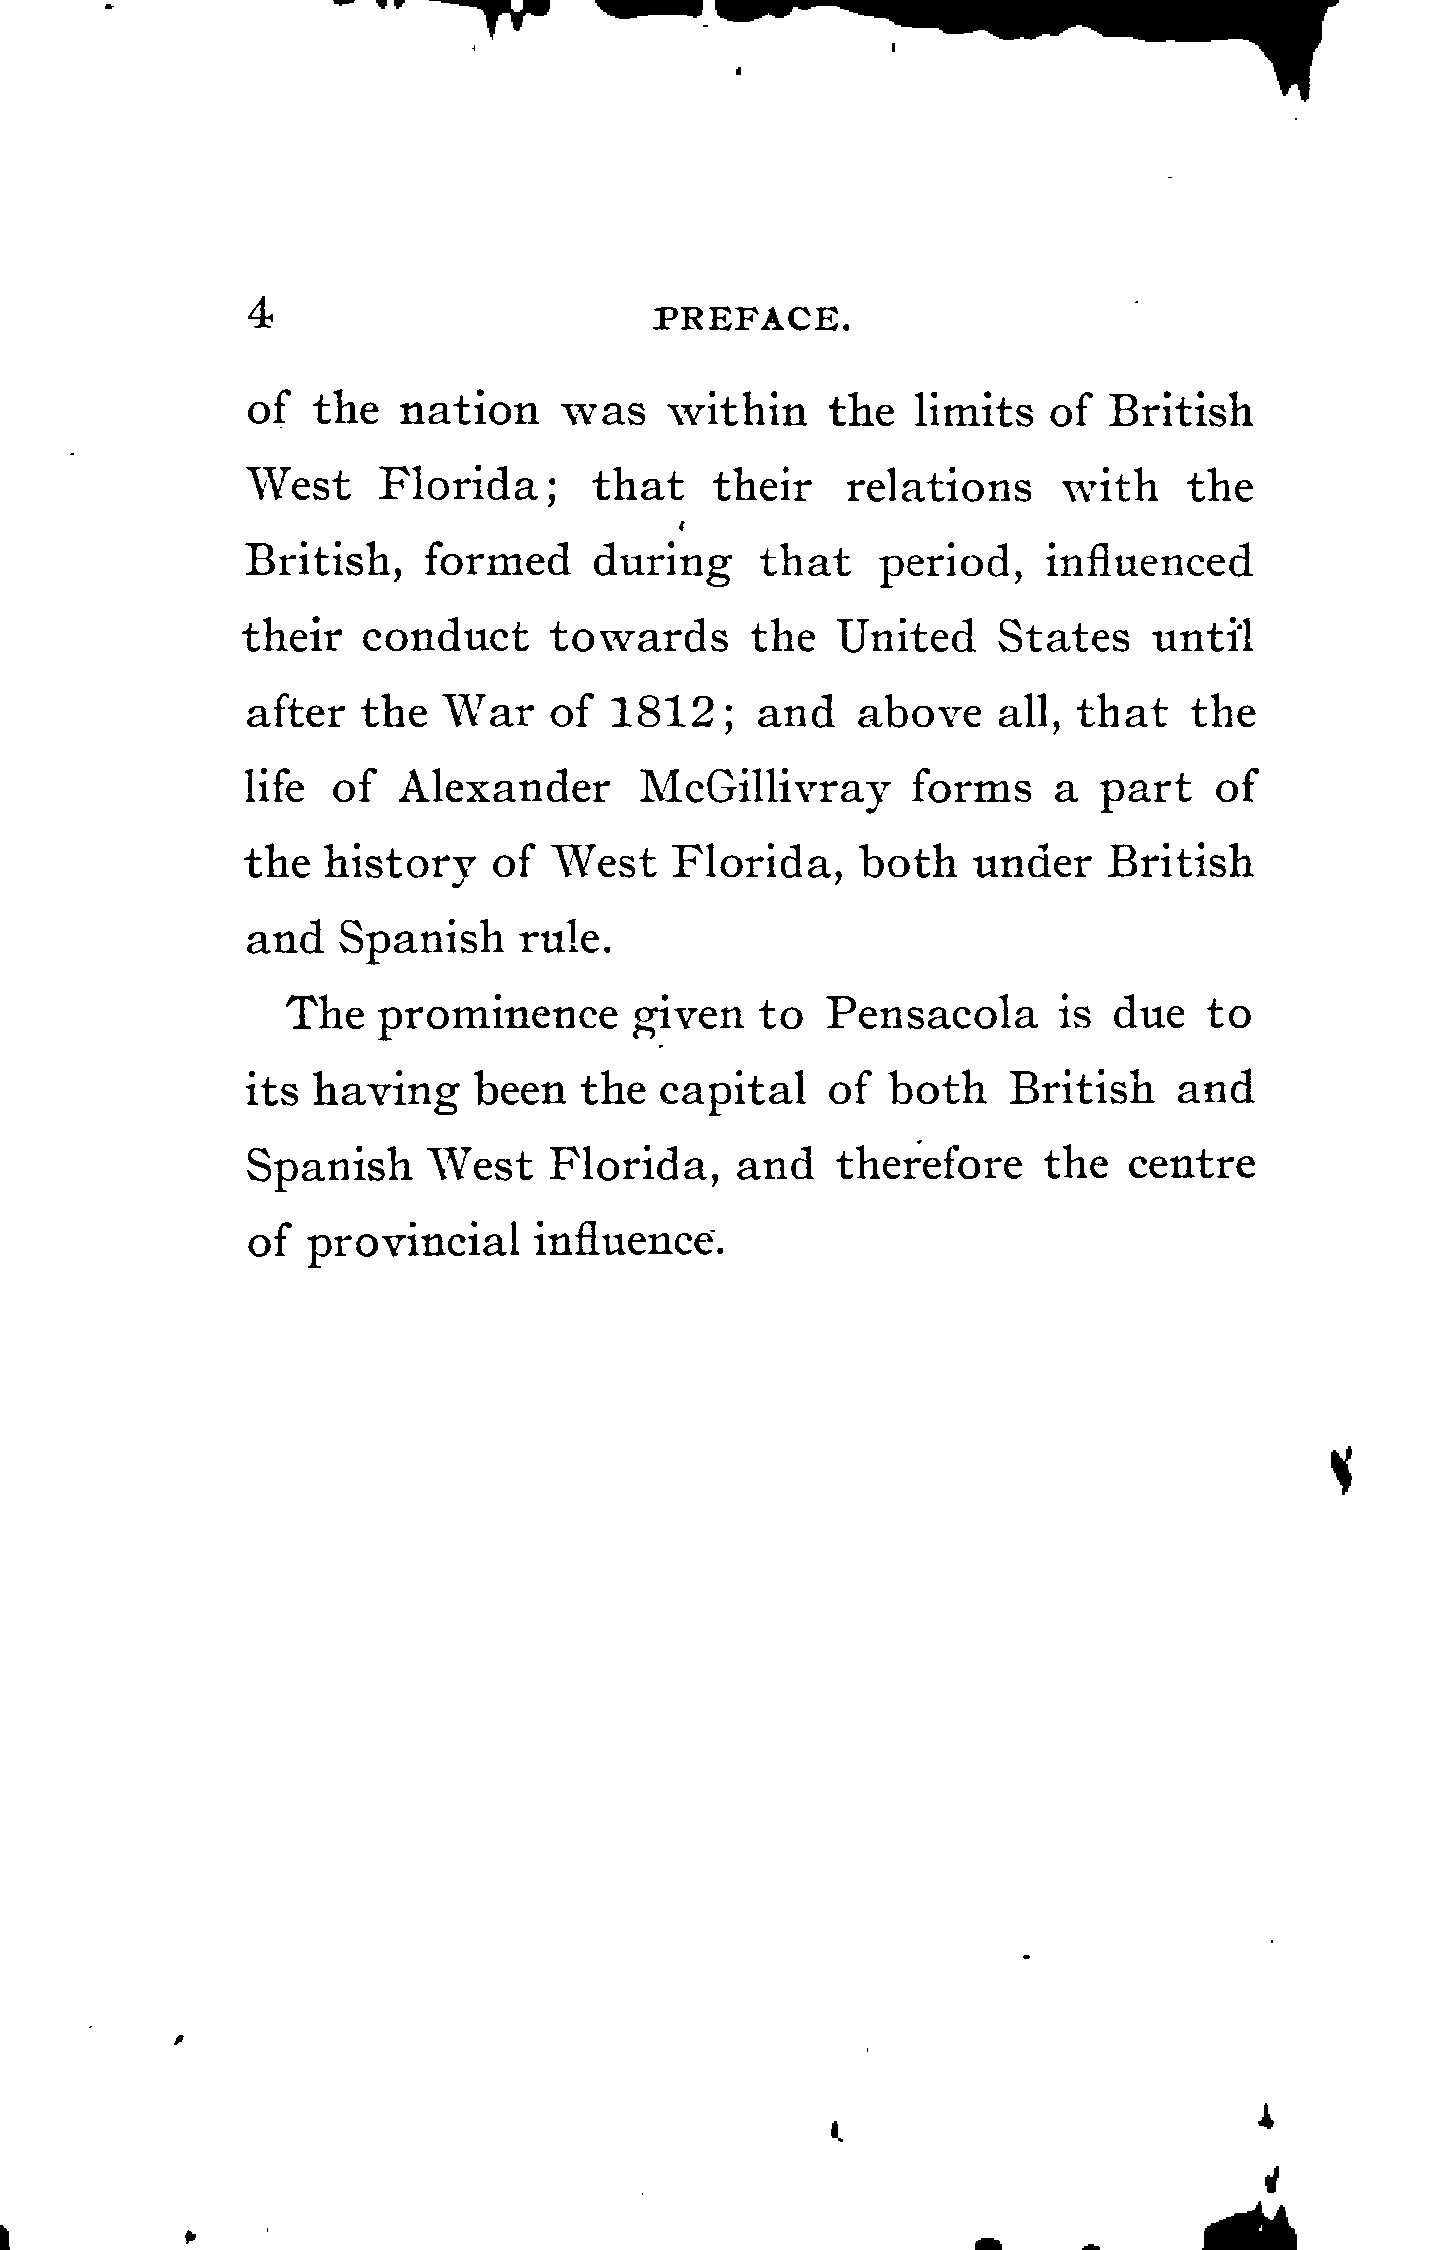 4 PREFACE.
of the nation was within the limits of British
West Florida; that their relations with the
British, formed during that period, influenced
their conduct towards the United States until
after the War of 1812; and above all, that the
life of Alexander McGillivray forms a part of
the history of West Florida, both under British
and Spanish rule.
The prominence given to Pensacola is due to
its having been the capital of both British and
Spanish West Florida, and therefore the centre
of provincial influence.